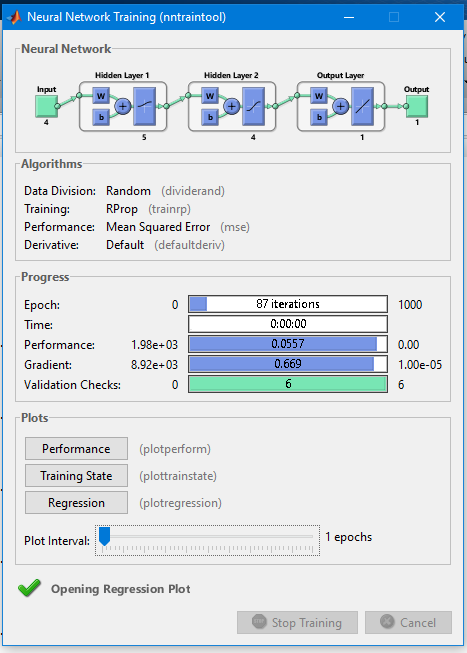 Neural Network Training (nntraintool)
Neural Network
Hidden Layer 1 Hidden Layer 2 Output Layer
Input Output
W W W
b b b
4 1
5 4 1
Algorithms
Data Division: Random (dividerand)
Training: RProp (trainrp)
Performance: Mean Squared Error (mse)
Derivative: Default (defaultderiv)
Progress
Epoch: 0 87 iterations 1000
Time: 0:00:00
Performance: 1.98e+03 0.0557 0.00
Gradient: 8.92e+03 0.669 1.00e-05
Validation Checks: 0 6 6
Plots
Performance (plotperform)
Training State (plottrainstate)
Regression (plotregression)
Plot Interval: 1 epochs
Opening Regression Plot
Stop Training Cancel